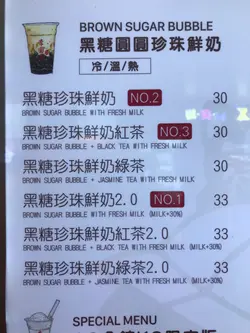 BROWN SUGAR BUBBLE
黑糖圓圓珍珠鮮奶
冷/溫/熱
黑糖珍珠鮮奶 NO.2 30
BROWN SUGAR BUBBLE WITH FRESH MILK
黑糖珍珠鮮奶紅茶 NO.3 30
BROWN SUGAR BUBBLE + BLACK TEA WITH FRESH MILK
黑糖珍珠鮮奶綠茶 30
BROWN SUGAR BUBBLE + JASMINE TEA WITH FRESH MILK
黑糖珍珠鮮奶2.0 NO.1 33
BROWN SUGAR BUBBLE WITH FRESH MILK (MILK+30%)
黑糖珍珠鮮奶紅茶2.0 33
BROWN SUGAR BUBBLE + BLACK TEA WITH FRESH MILK (MILK+30%)
黑糖珍珠鮮奶綠茶2.0 33
BROWN SUGAR BUBBLE + JASMINE TEA WITH FRESH MILK (MILK+30%)
SPECIAL MENU